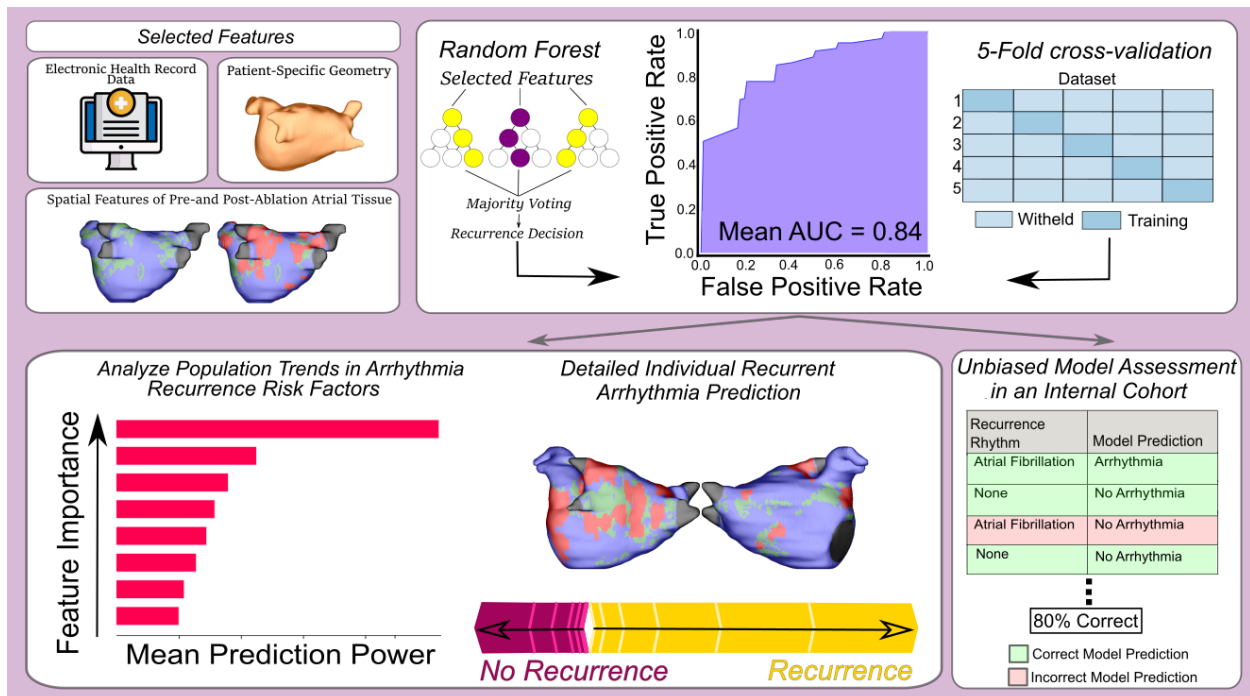 Selected Features
Electronic Health Record
Data
Patient-Specific Geometry
Spatial Features of Pre-and Post-Ablation Atrial Tissue
Random Forest
Selected Features
Majority Voting
Recurrence Decision
True Positive Rate
1.0
0.8
0.6
0.4
0.2
0.0
0.0 0.2 0.4 0.6 0.8 1.0
Mean AUC = 0.84
False Positive Rate
5-Fold cross-validation
Dataset
1
2
3
4
5
Witheld
Training
Analyze Population Trends in Arrhythmia
Recurrence Risk Factors
Feature Importance
Mean Prediction Power
Detailed Individual Recurrent
Arrhythmia Prediction
No Recurrence
Recurrence
Unbiased Model Assessment
in an Internal Cohort
Recurrence
Rhythm
Model Prediction
Atrial Fibrillation Arrhythmia
None No Arrhythmia
Atrial Fibrillation No Arrhythmia
None No Arrhythmia
80% Correct
Correct Model Prediction
Incorrect Model Prediction